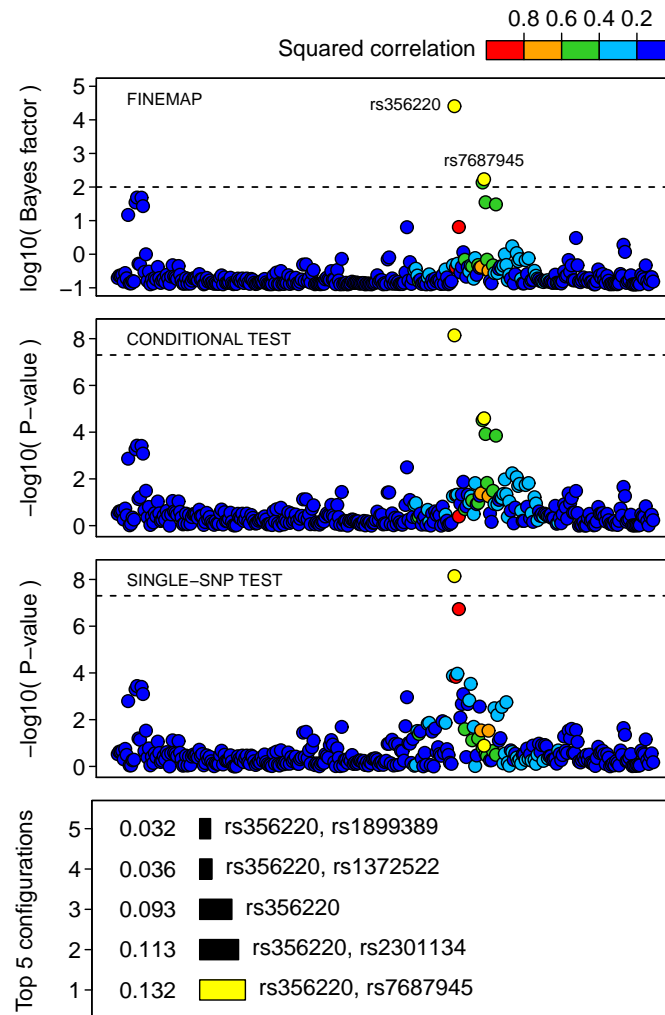 0.8 0.6 0.4 0.2
Squared correlation
log10( Bayes factor )
5
4
3
2
1
0
−1
FINEMAP
rs356220
rs7687945
−log10( P−value )
8
6
4
2
0
CONDITIONAL TEST
−log10( P−value )
8
6
4
2
0
SINGLE−SNP TEST
Top 5 configurations
5 0.032 rs356220, rs1899389
4 0.036 rs356220, rs1372522
3 0.093 rs356220
2 0.113 rs356220, rs2301134
1 0.132 rs356220, rs7687945